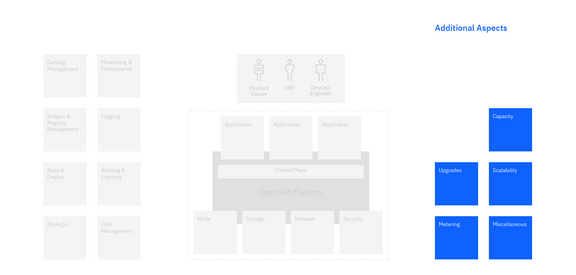 Additional Aspects
Catalog
Management
Monitoring &
Performance
Product
Owner
SRE
DevOps
Engineer
Images &
Registry
Management
Logging
Application
Application
Application
Capacity
Build &
Deploy
Alerting &
Eventing
Control Plane
OpenShift Platform
Upgrades
Scalability
Backups
User
Management
Node
Storage
Network
Security
Metering
Miscellaneous